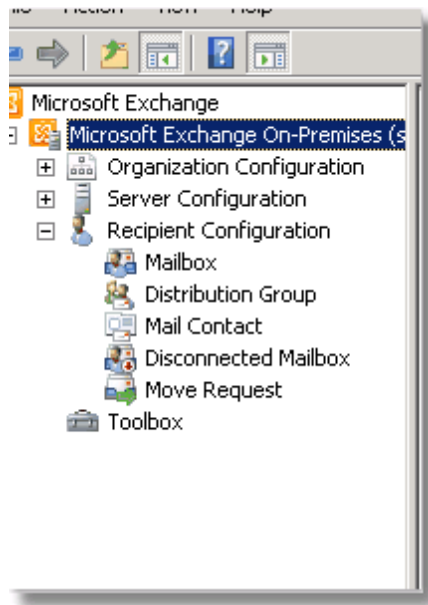 Help
Microsoft Exchange
Microsoft Exchange On-Premises (s
Organization Configuration
Server Configuration
Recipient Configuration
Mailbox
Distribution Group
Mail Contact
Disconnected Mailbox
Move Request
Toolbox